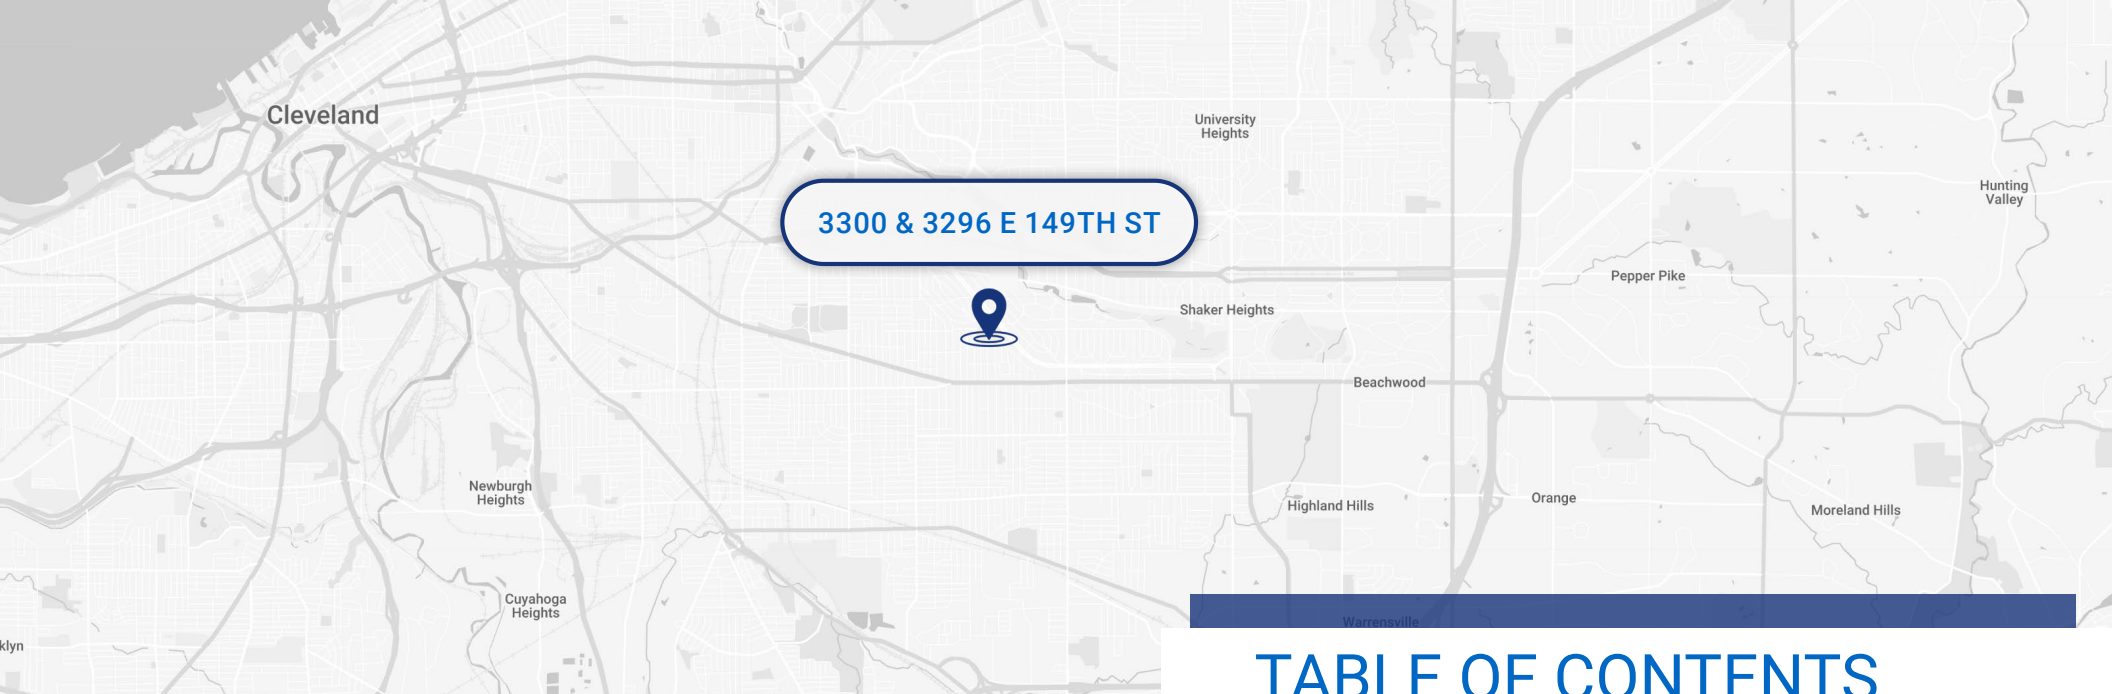 Cleveland
University
Heights
Hunting
Valley
3300 & 3296 E 149TH ST
Pepper Pike
Shaker Heights
Beachwood
Newburgh
Heights
Highland Hills
Orange
Moreland Hills
Cuyahoga
Heights
Warrensville
klyn
TABLE OF CONTENTS